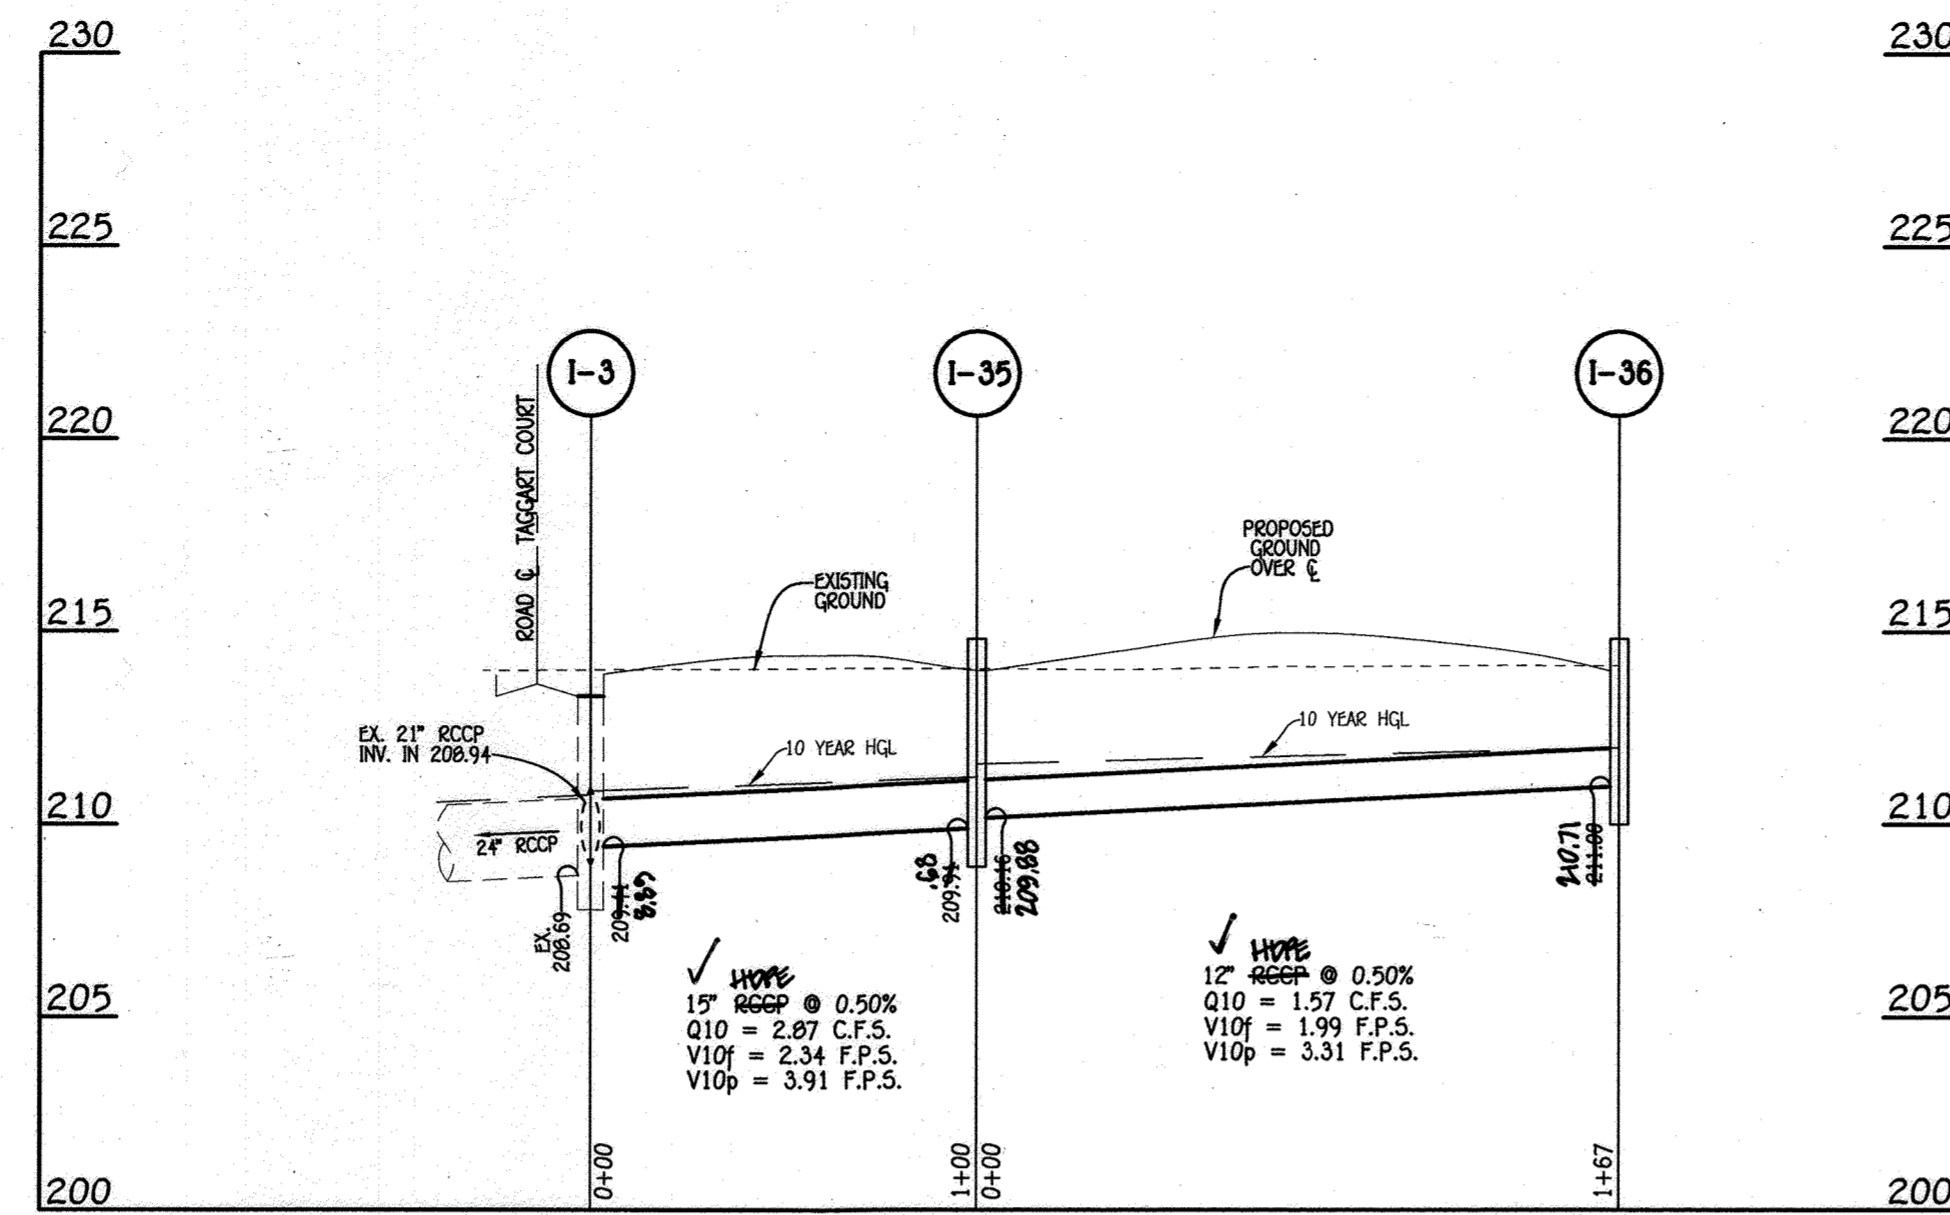 230
230
225
225
I-3
I-35
I-36
220
220
ROAD ℄ TAGGART COURT
PROPOSED
GROUND
OVER ℄
EXISTING
GROUND
215
215
EX. 21" RCCP
INV. IN 208.94
10 YEAR HGL
10 YEAR HGL
210
210
24" RCCP
EX.
208.69
209.41
8.89
.68
209.91
210.16
209.88
210.71
211.00
HDPE
15" RCCP @ 0.50%
Q10 = 2.87 C.F.S.
V10f = 2.34 F.P.S.
V10p = 3.91 F.P.S.
HDPE
12" RCCP @ 0.50%
Q10 = 1.57 C.F.S.
V10f = 1.99 F.P.S.
V10p = 3.31 F.P.S.
205
205
0+00
1+00
0+00
1+67
200
200